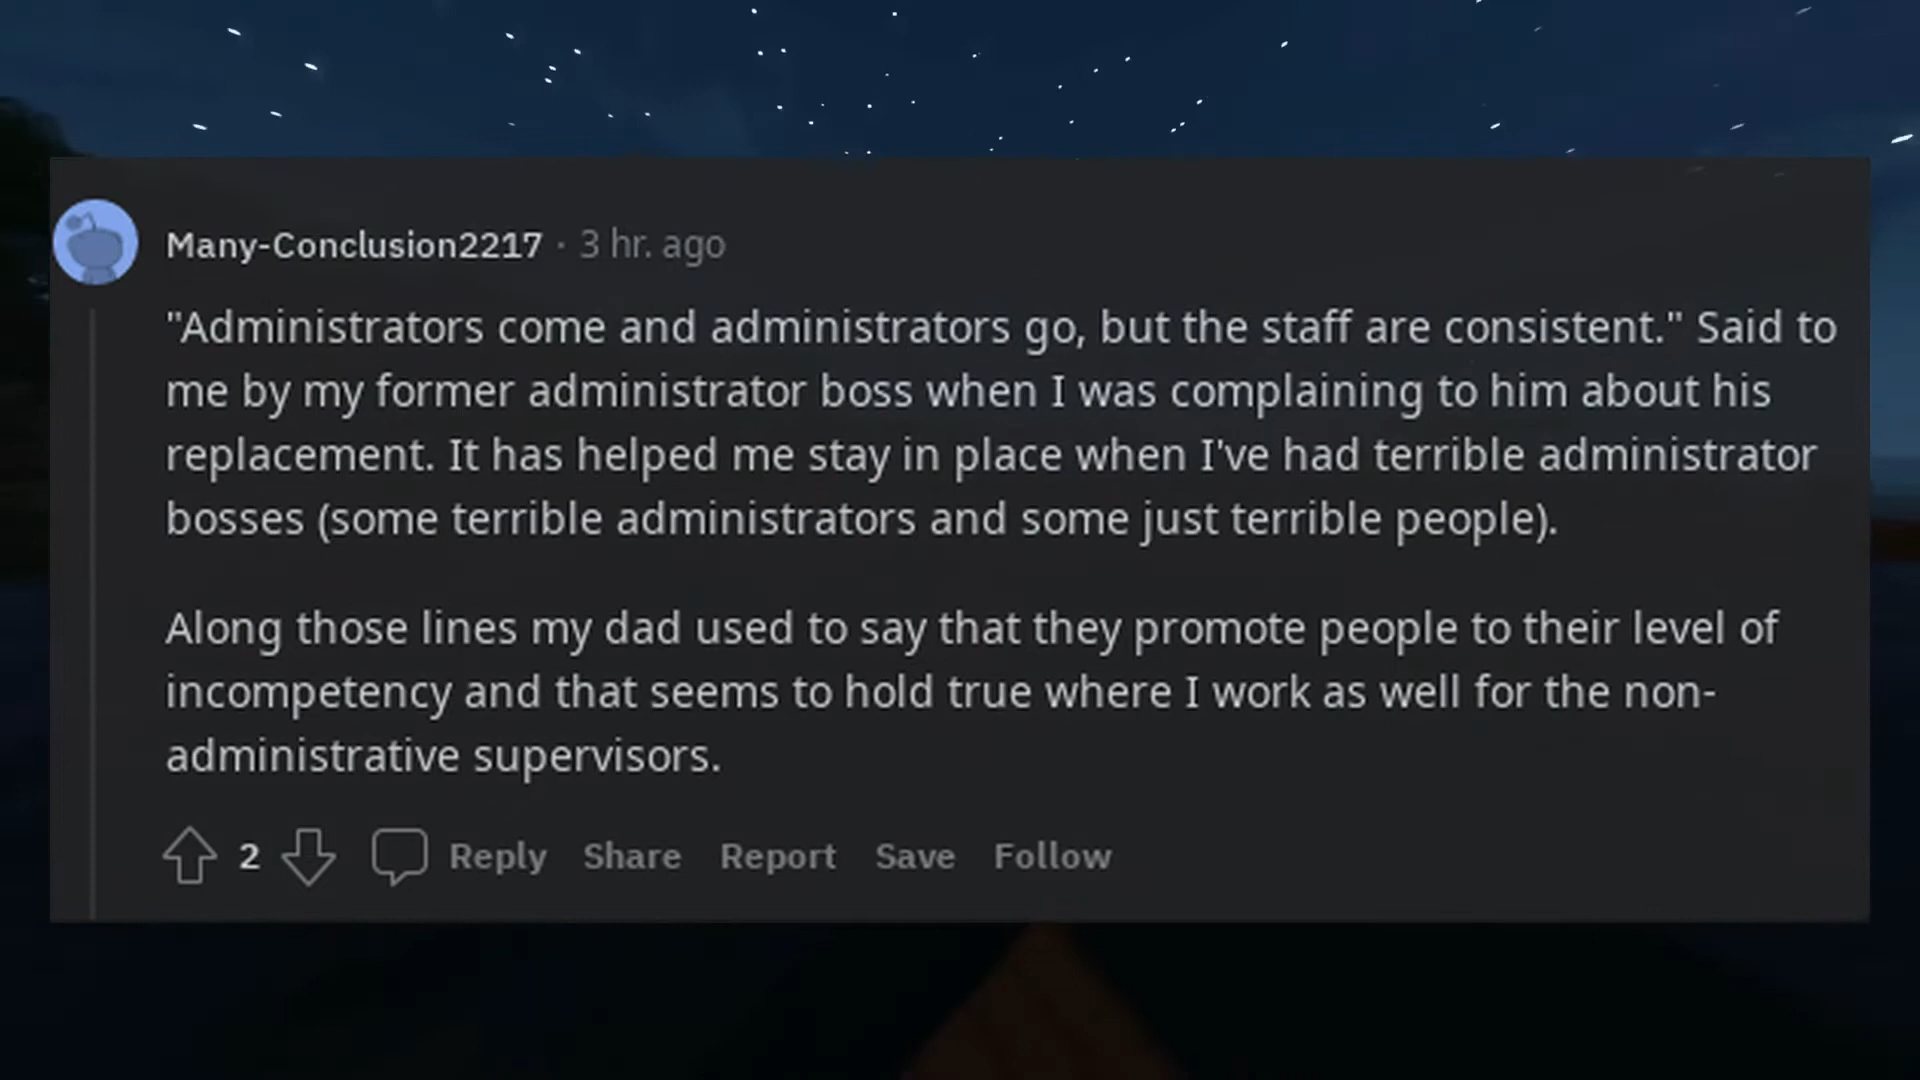 Many-Conclusion2217 · 3 hr. ago
"Administrators come and administrators go, but the staff are consistent." Said to
me by my former administrator boss when I was complaining to him about his
replacement. It has helped me stay in place when I've had terrible administrator
bosses (some terrible administrators and some just terrible people).
Along those lines my dad used to say that they promote people to their level of
incompetency and that seems to hold true where I work as well for the non-
administrative supervisors.
2 Reply Share Report Save Follow